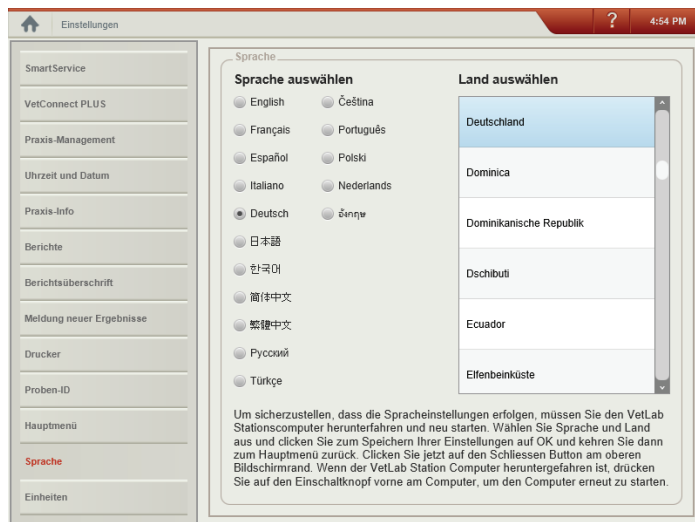 Einstellungen
?
4:54 PM
SmartService
VetConnect PLUS
Praxis-Management
Uhrzeit und Datum
Praxis-Info
Berichte
Berichtsüberschrift
Meldung neuer Ergebnisse
Drucker
Proben-ID
Hauptmenü
Sprache
Einheiten
Sprache
Sprache auswählen
English
Čeština
Français
Português
Español
Polski
Italiano
Nederlands
Deutsch
อังกฤษ
日本語
한국어
简体中文
繁體中文
Русский
Türkçe
Land auswählen
Deutschland
Dominica
Dominikanische Republik
Dschibuti
Ecuador
Elfenbeinküste
Um sicherzustellen, dass die Spracheinstellungen erfolgen, müssen Sie den VetLab
Stationscomputer herunterfahren und neu starten. Wählen Sie Sprache und Land
aus und clicken Sie zum Speichern Ihrer Einstellungen auf OK und kehren Sie dann
zum Hauptmenü zurück. Clicken Sie jetzt auf den Schliessen Button am oberen
Bildschirmrand. Wenn der VetLab Station Computer heruntergefahren ist, drücken
Sie auf den Einschaltknopf vorne am Computer, um den Computer erneut zu starten.